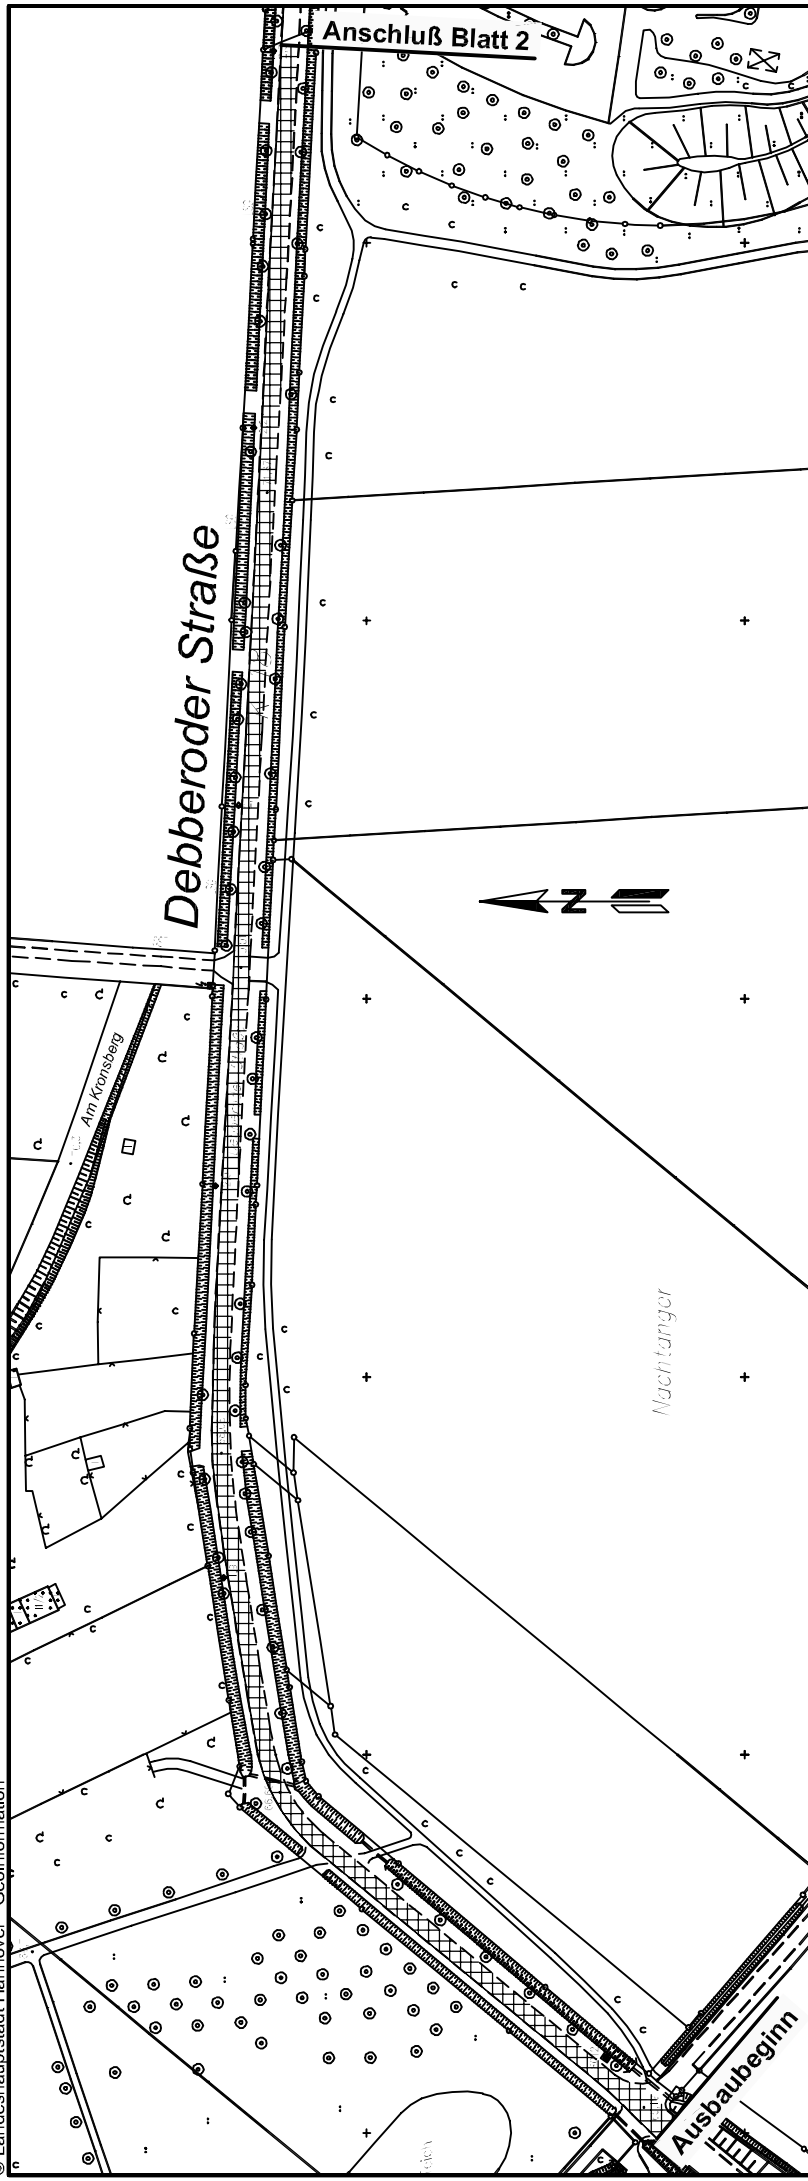 Anschluß Blatt 2
Debberoder Straße
N
Am Kronsberg
Nachtanger
Ausbaubeginn